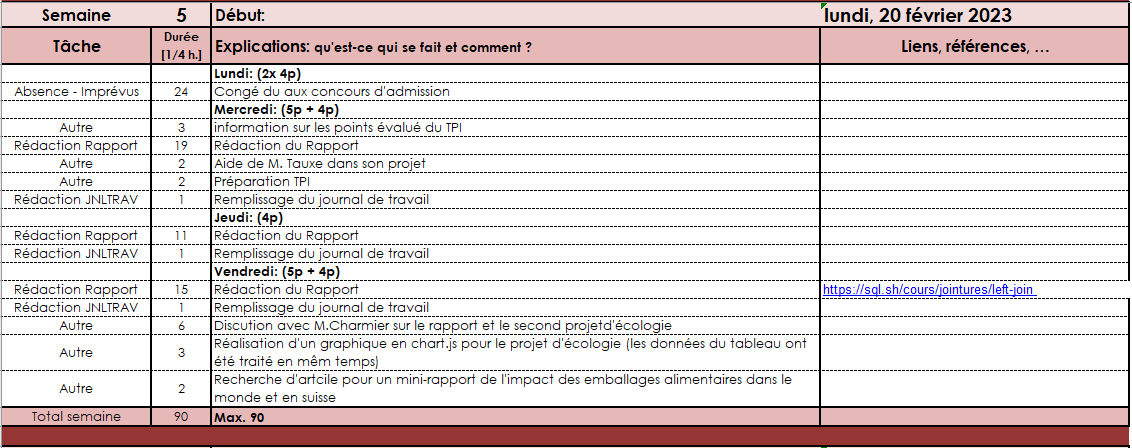 Semaine 5 Début: lundi, 20 février 2023
Tâche Durée [1/4 h.] Explications: qu'est-ce qui se fait et comment ? Liens, références, …
Lundi: (2x 4p)
Absence - Imprévus 24 Congé du aux concours d'admission
Mercredi: (5p + 4p)
Autre 3 information sur les points évalué du TPI
Rédaction Rapport 19 Rédaction du Rapport
Autre 2 Aide de M. Tauxe dans son projet
Autre 2 Préparation TPI
Rédaction JNLTRAV 1 Remplissage du journal de travail
Jeudi: (4p)
Rédaction Rapport 11 Rédaction du Rapport
Rédaction JNLTRAV 1 Remplissage du journal de travail
Vendredi: (5p + 4p)
Rédaction Rapport 15 Rédaction du Rapport https://sql.sh/cours/jointures/left-join
Rédaction JNLTRAV 1 Remplissage du journal de travail
Autre 6 Discution avec M.Charmier sur le rapport et le second projetd'écologie
Autre 3 Réalisation d'un graphique en chart.js pour le projet d'écologie (les données du tableau ont
été traité en mêm temps)
Autre 2 Recherche d'artcile pour un mini-rapport de l'impact des emballages alimentaires dans le
monde et en suisse
Total semaine 90 Max. 90